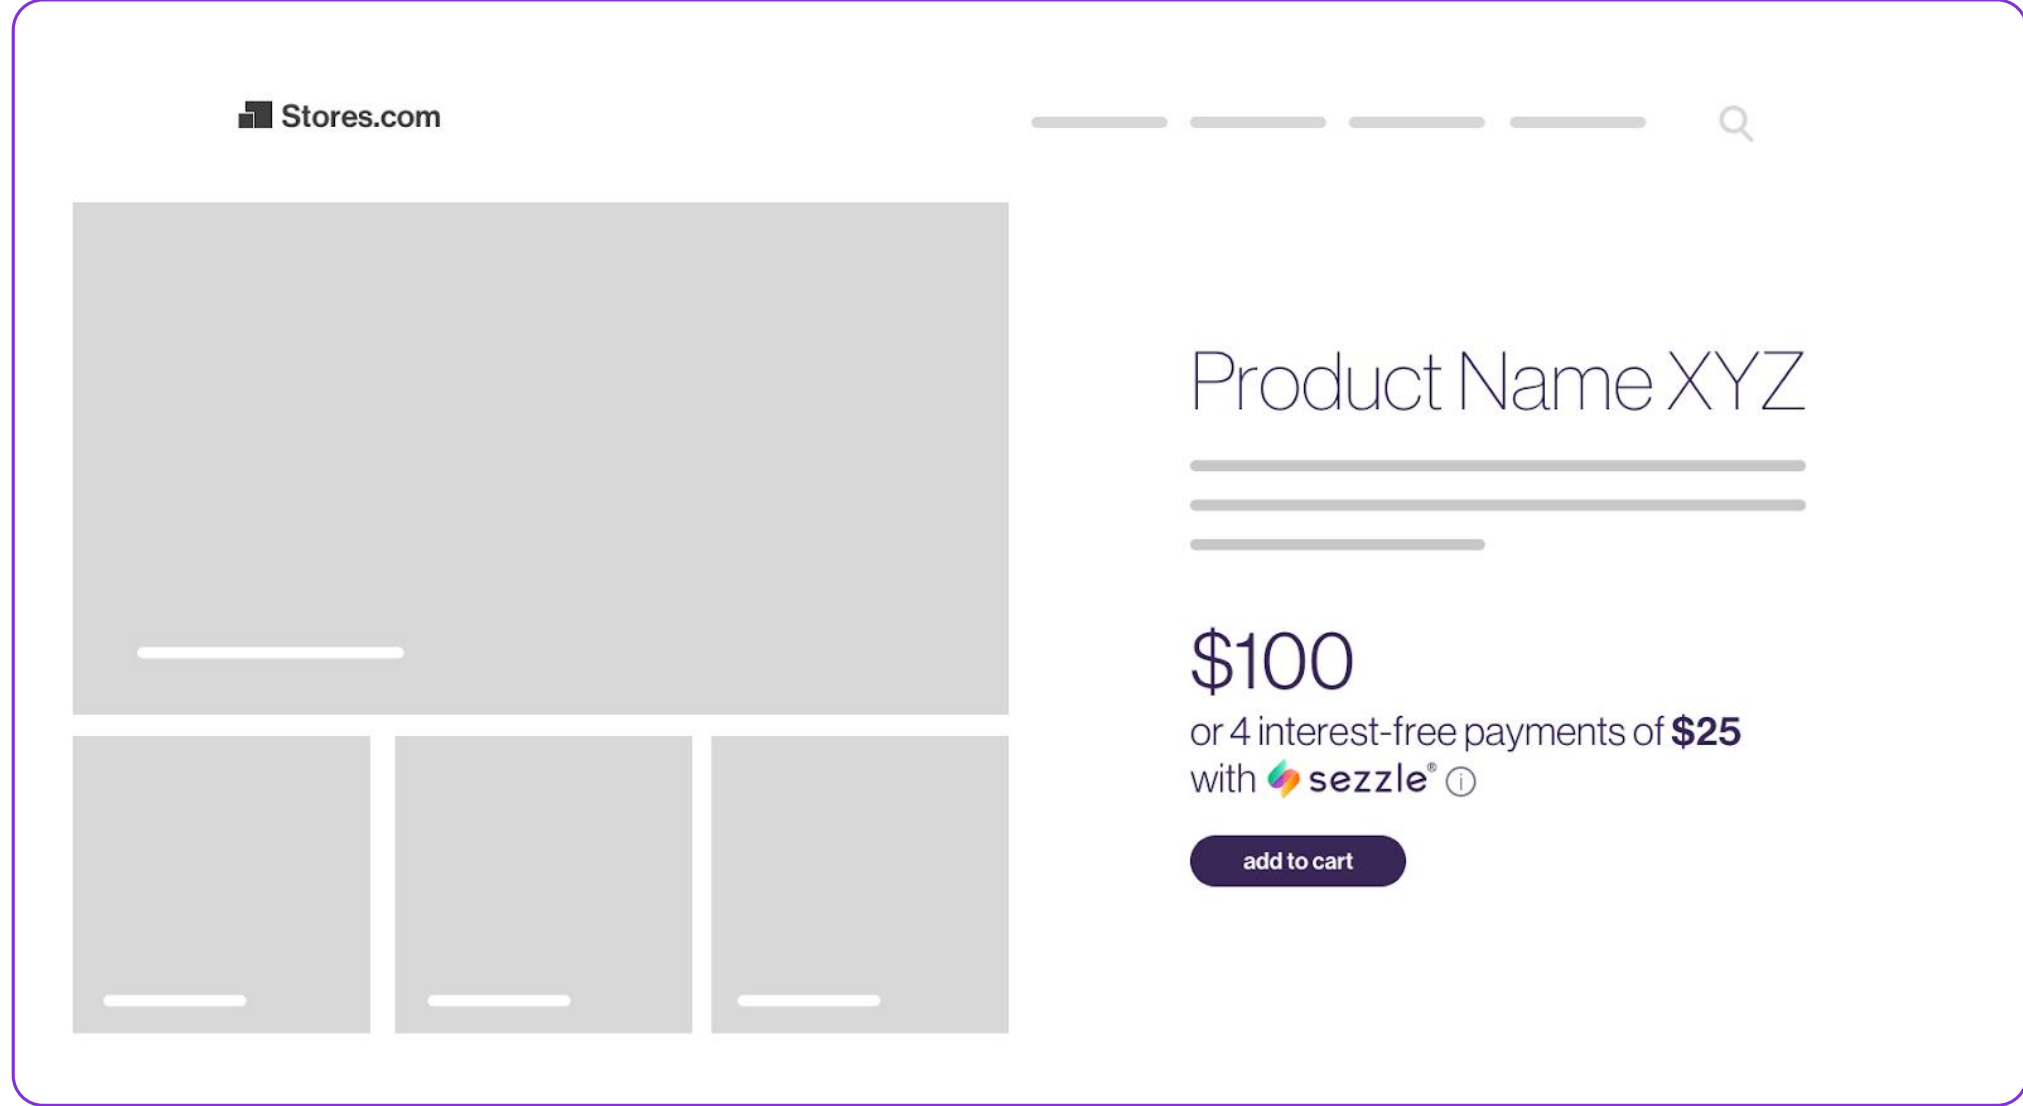 Stores.com
Product Name XYZ
$100
or 4 interest-free payments of $25
with sezzle®
add to cart